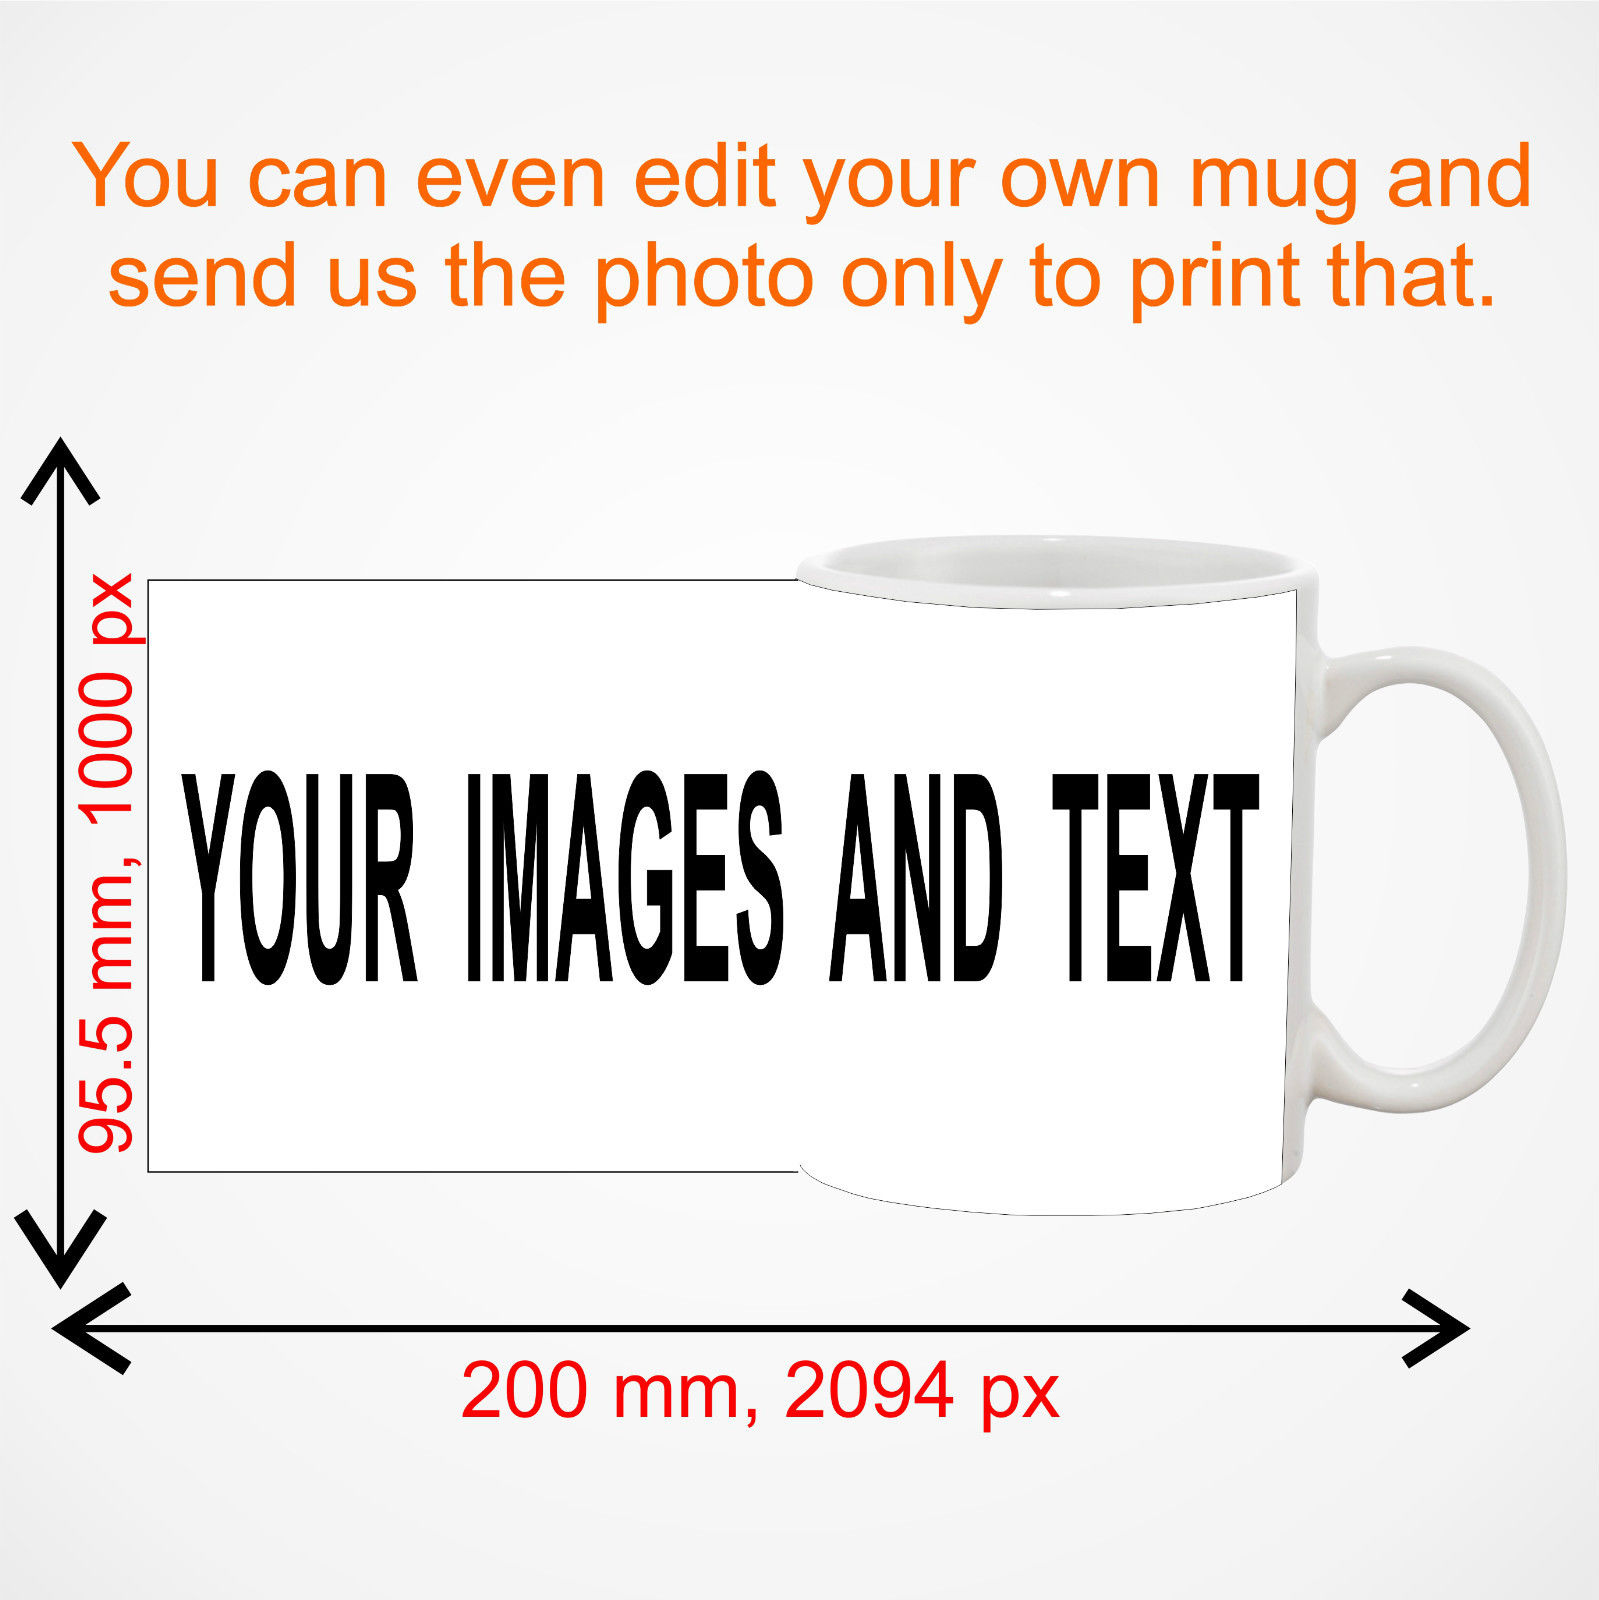 You can even edit your own mug and
send us the photo only to print that.
95.5 mm, 1000 px
YOUR IMAGES AND TEXT
200 mm, 2094 px